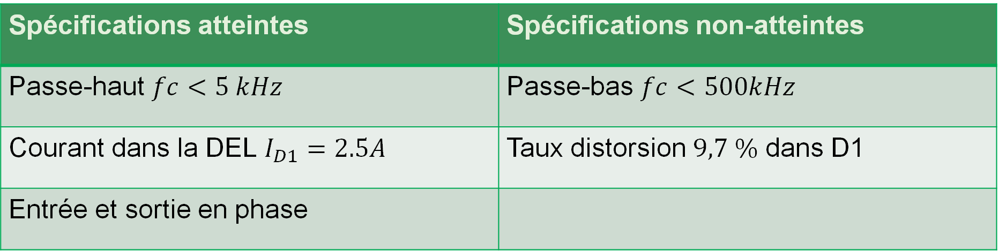 Spécifications atteintes
Spécifications non-atteintes
Passe-haut fc < 5 kHz
Passe-bas fc < 500kHz
Courant dans la DEL I_{D1} = 2.5A
Taux distorsion 9,7 % dans D1
Entrée et sortie en phase